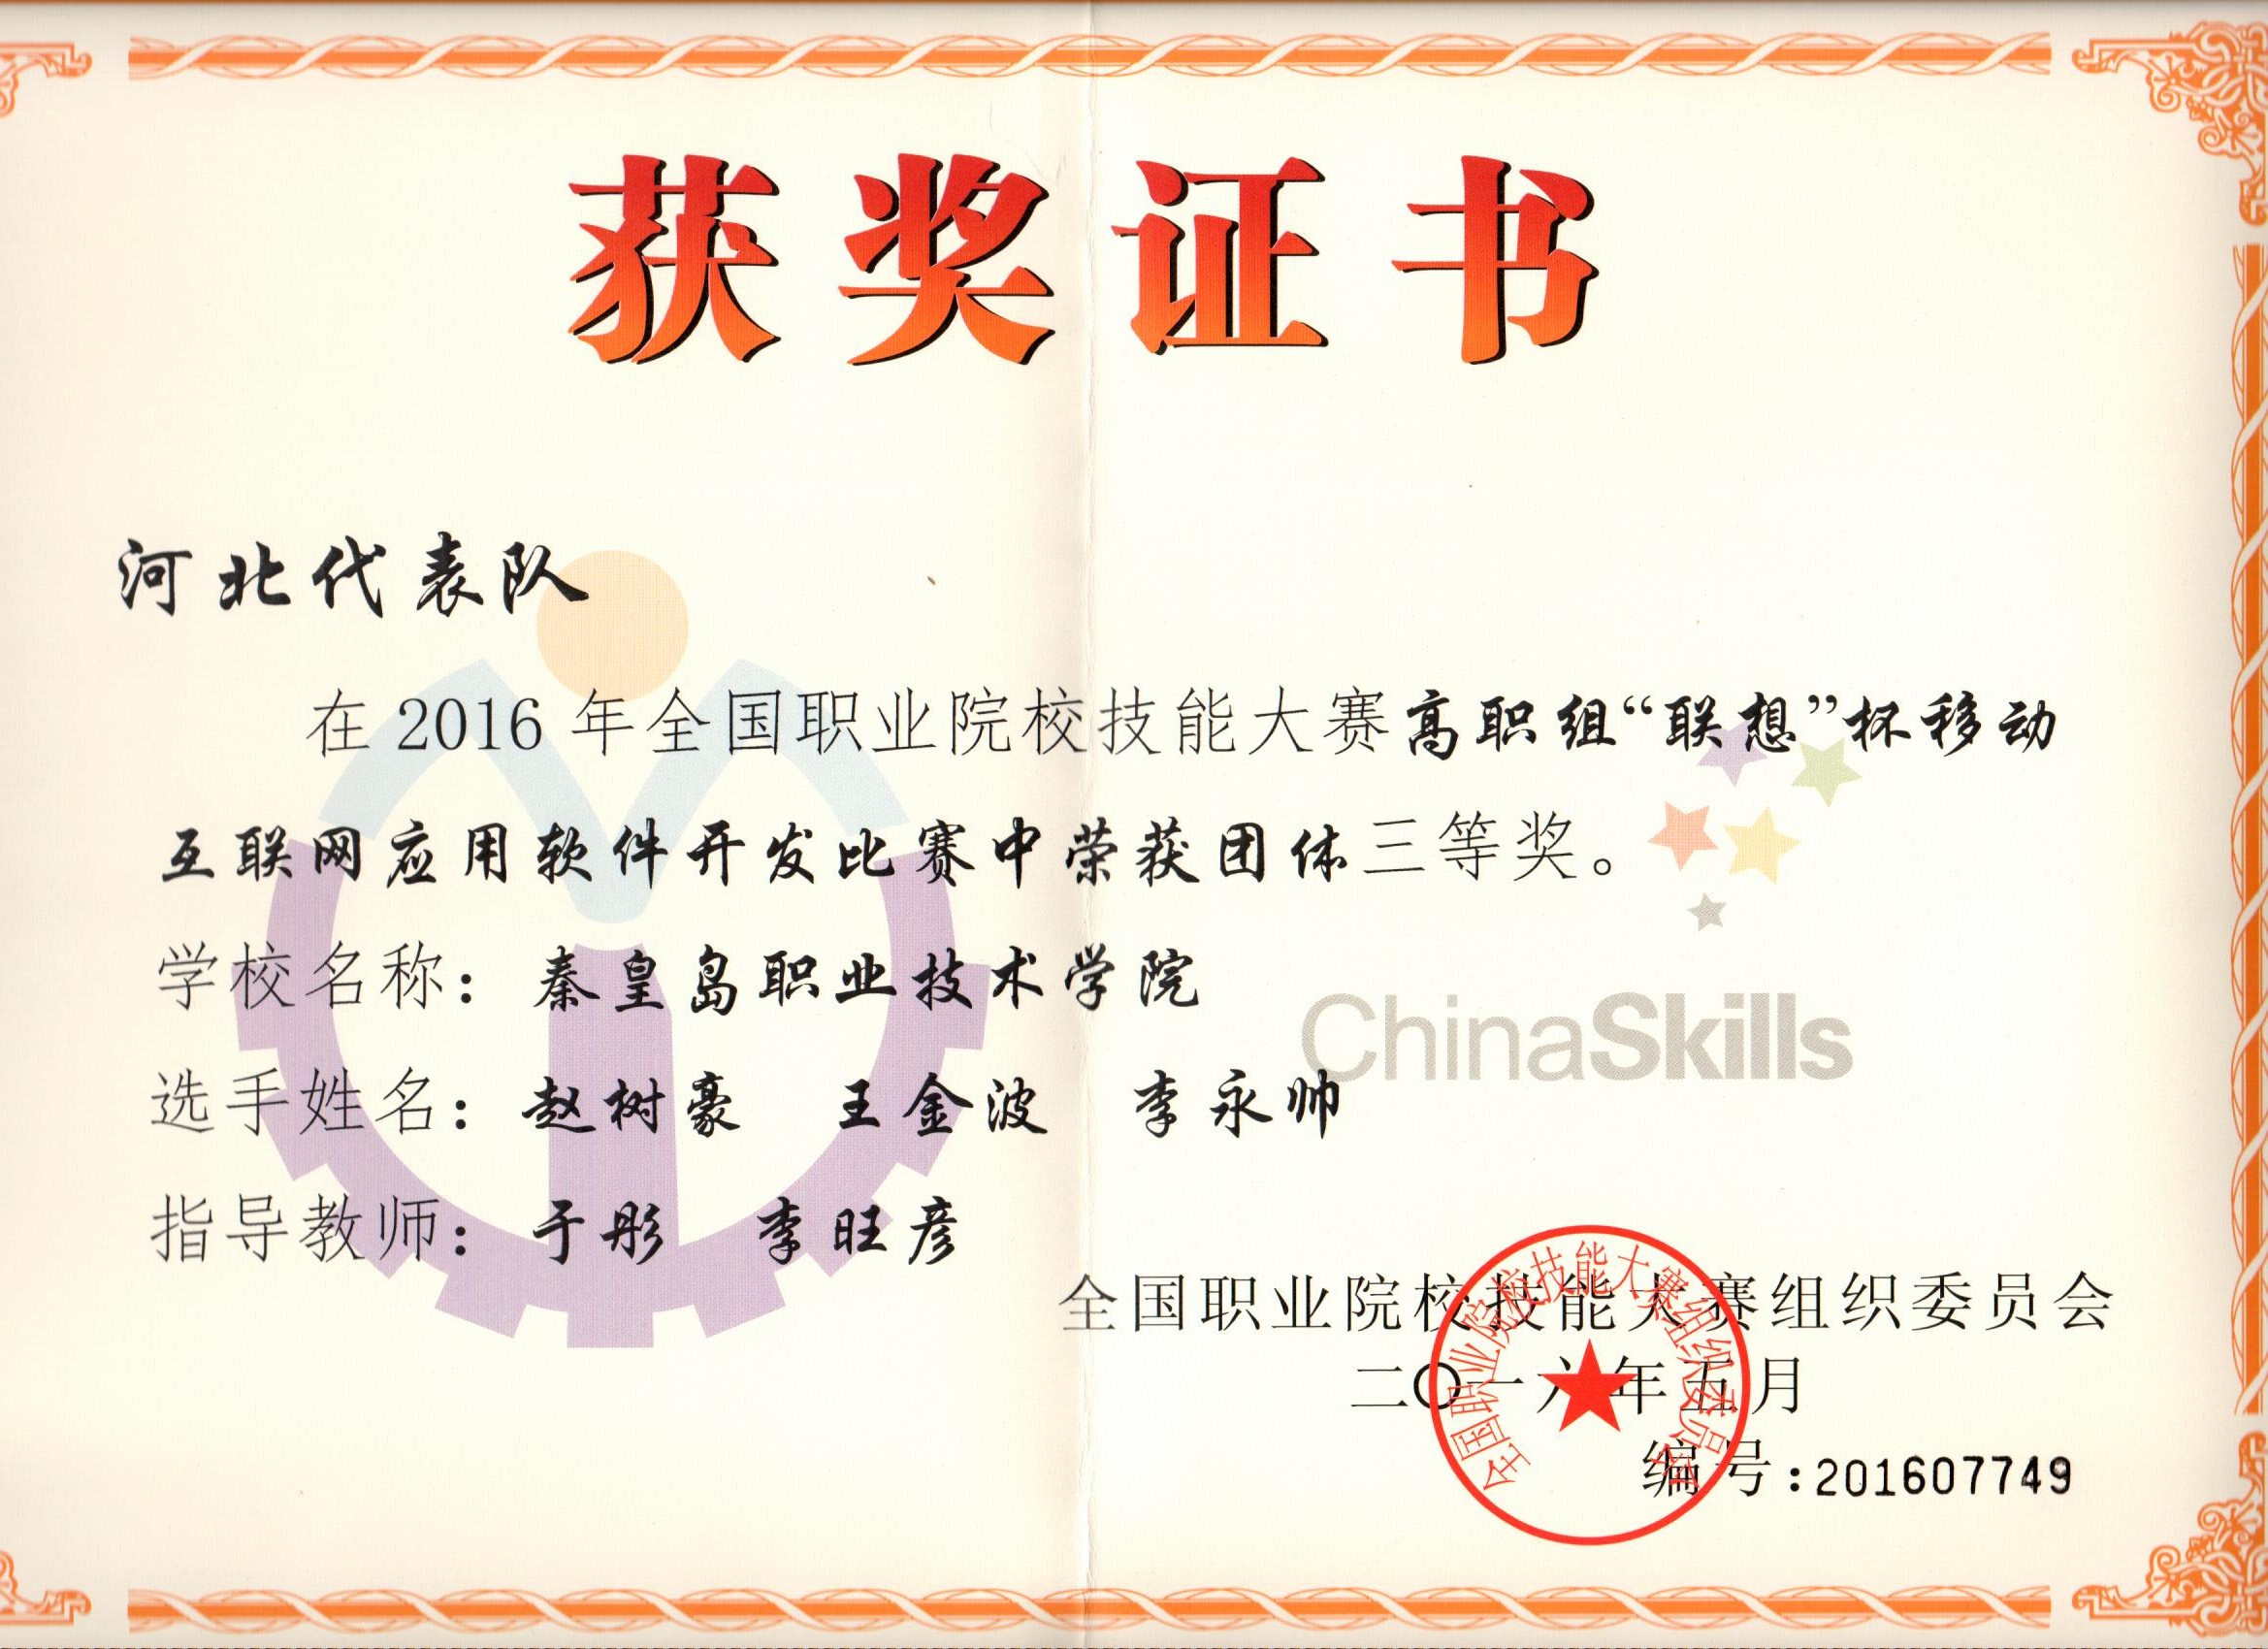 获奖证书
河北代表队
在2016年全国职业院校技能大赛高职组“联想”杯移动
互联网应用软件开发比赛中荣获团体三等奖。
学校名称：秦皇岛职业技术学院
ChinaSkills
选手姓名：赵树豪 王金波 李永帅
指导教师：于彤 李旺彦
全国职业院校技能大赛组织委员会
二〇一六年五月
编号:201607749
全国职业院校技能大赛组织委员会